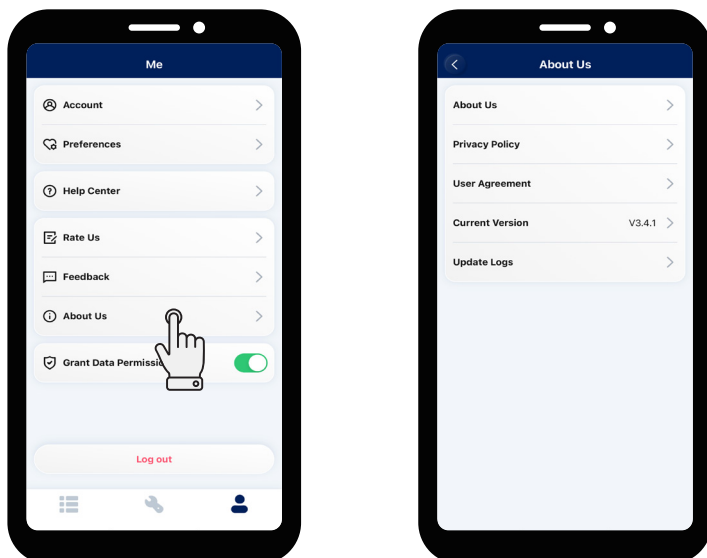 Me
Account
Preferences
Help Center
Rate Us
Feedback
About Us
Grant Data Permissi
Log out
About Us
About Us
Privacy Policy
User Agreement
Current Version V3.4.1
Update Logs